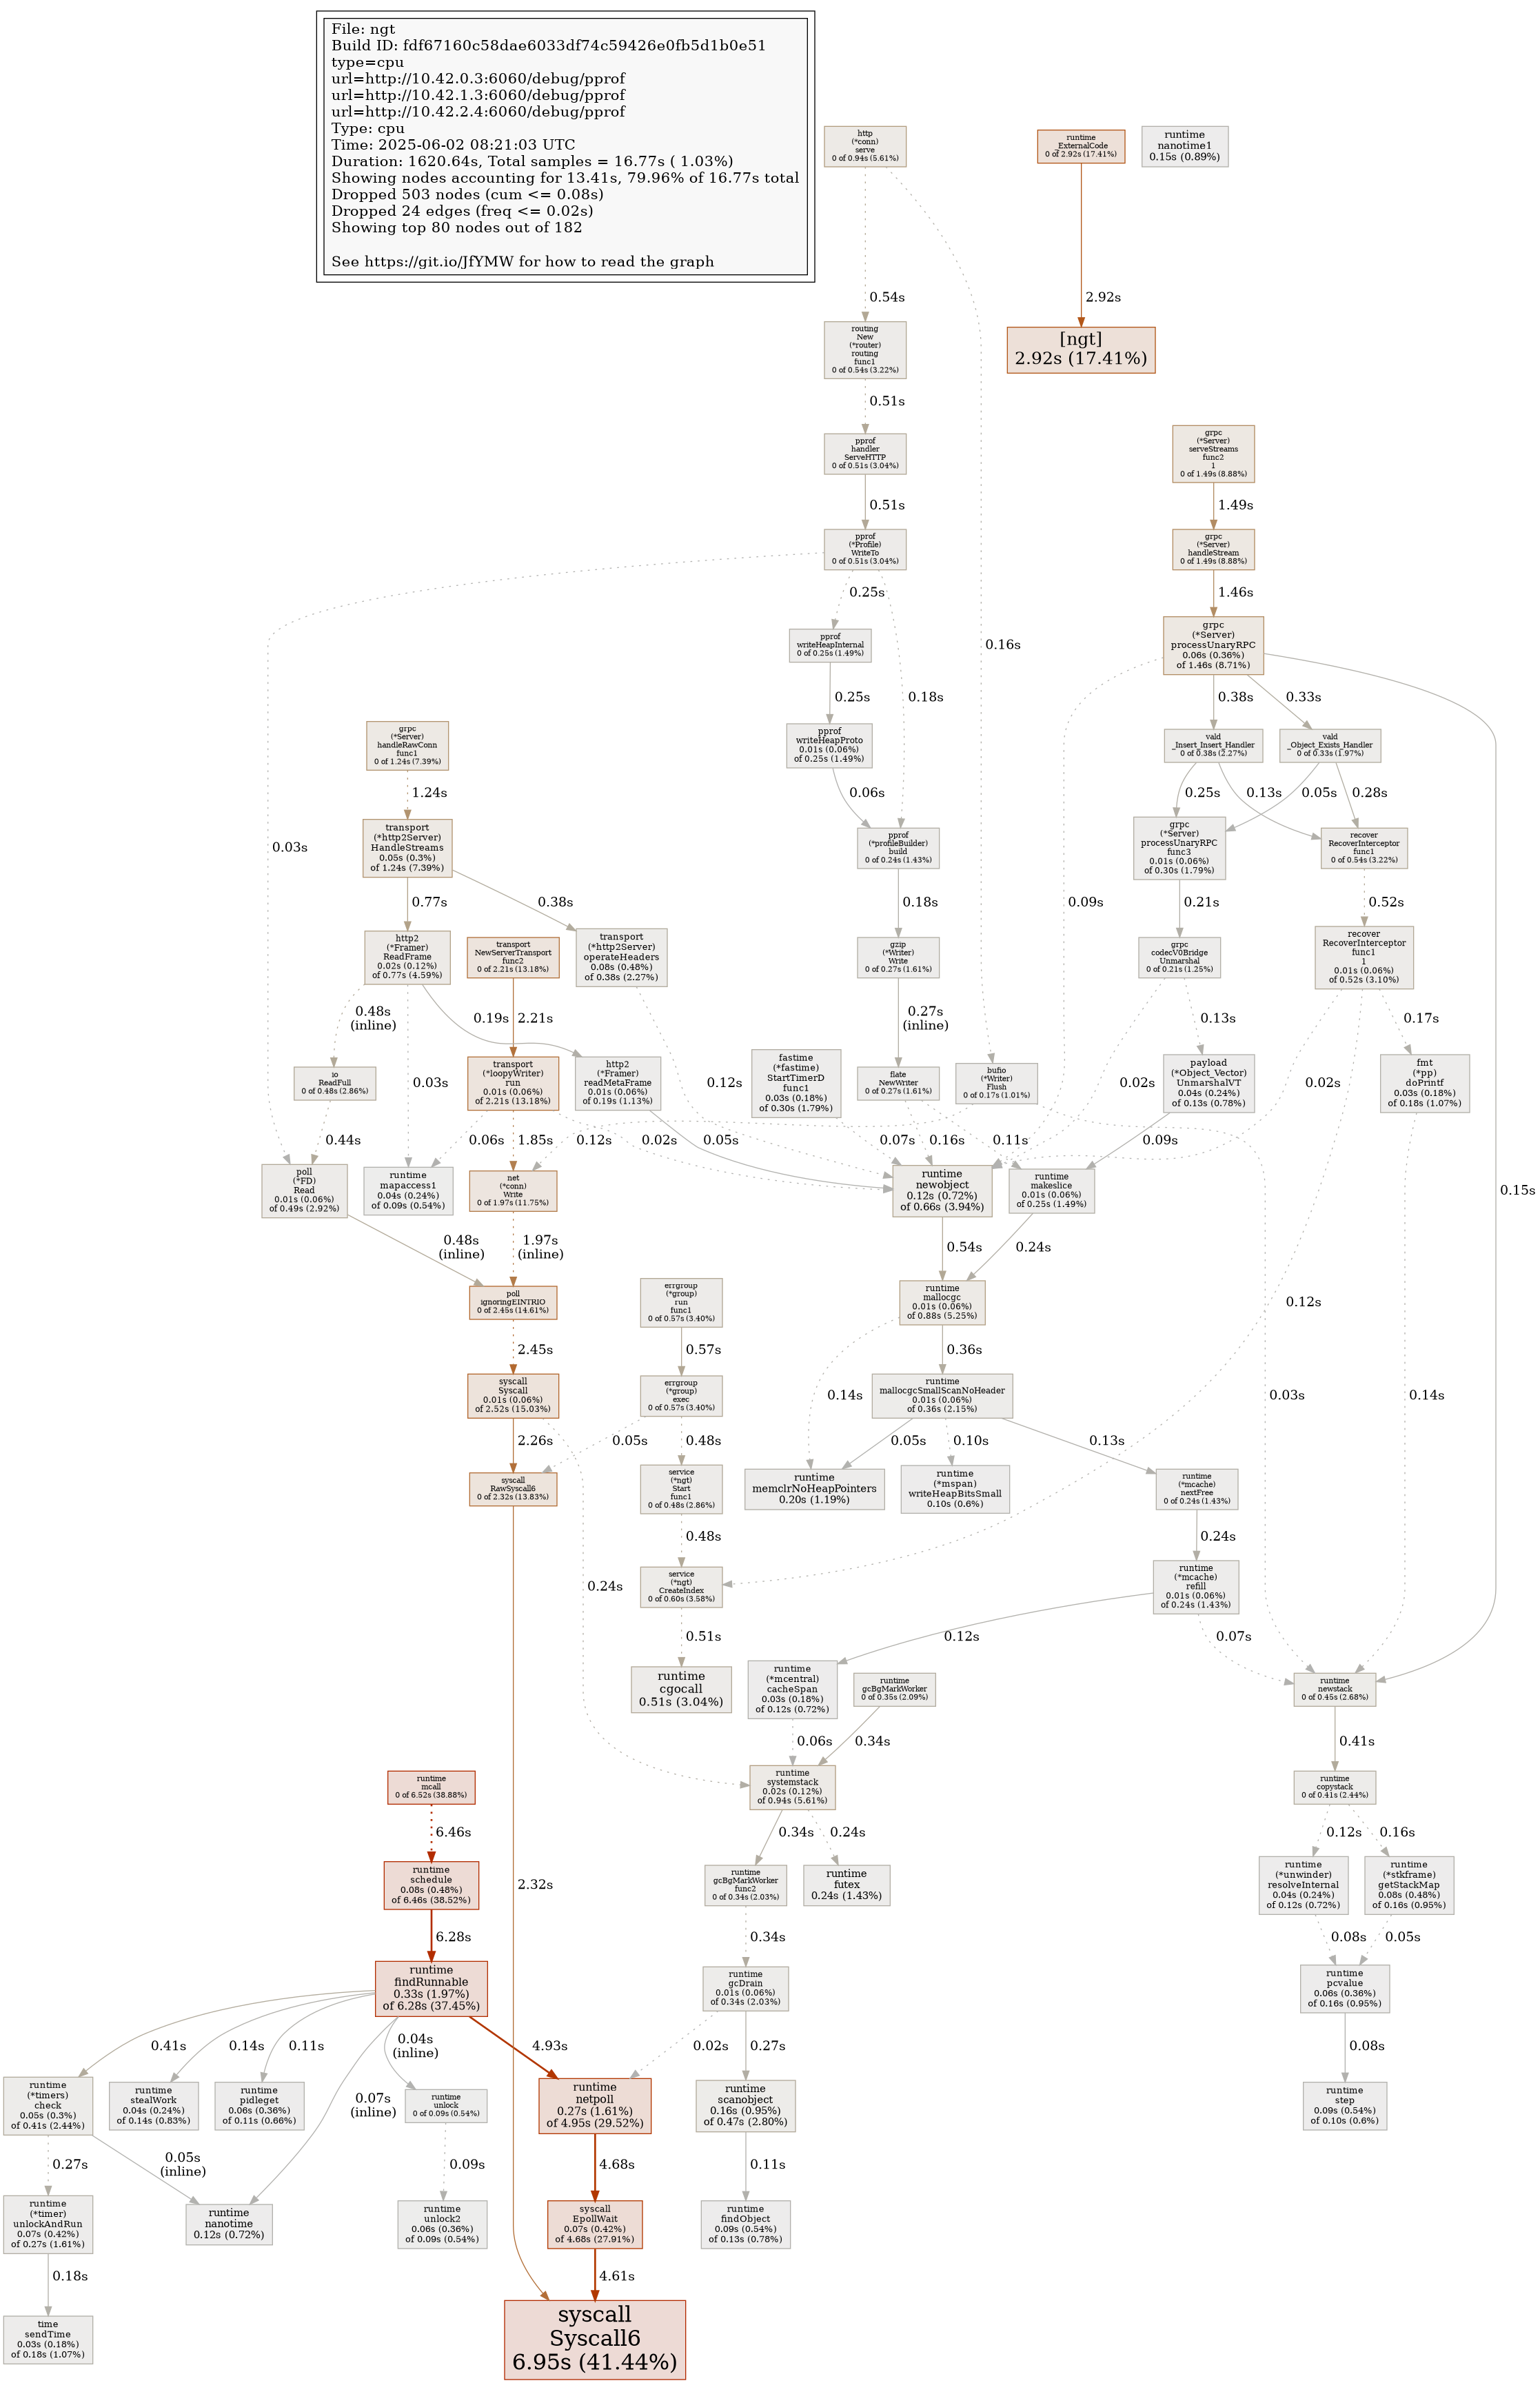 File: ngt
Build ID: fdf67160c58dae6033df74c59426e0fb5d1b0e51
type=cpu
url=http://10.42.0.3:6060/debug/pprof
url=http://10.42.1.3:6060/debug/pprof
url=http://10.42.2.4:6060/debug/pprof
Type: cpu
Time: 2025-06-02 08:21:03 UTC
Duration: 1620.64s, Total samples = 16.77s ( 1.03%)
Showing nodes accounting for 13.41s, 79.96% of 16.77s total
Dropped 503 nodes (cum <= 0.08s)
Dropped 24 edges (freq <= 0.02s)
Showing top 80 nodes out of 182
See https://git.io/JfYMW for how to read the graph
http
(*conn)
serve
0 of 0.94s (5.61%)
runtime
_ExternalCode
0 of 2.92s (17.41%)
runtime
nanotime1
0.15s (0.89%)
0.54s
2.92s
routing
New
(*router)
routing
func1
0 of 0.54s (3.22%)
[ngt]
2.92s (17.41%)
0.51s
pprof
handler
ServeHTTP
0 of 0.51s (3.04%)
grpc
(*Server)
serveStreams
func2
1
0 of 1.49s (8.88%)
0.51s
1.49s
pprof
(*Profile)
WriteTo
0 of 0.51s (3.04%)
grpc
(*Server)
handleStream
0 of 1.49s (8.88%)
0.25s
1.46s
pprof
writeHeapInternal
0 of 0.25s (1.49%)
0.16s
grpc
(*Server)
processUnaryRPC
0.06s (0.36%)
of 1.46s (8.71%)
0.25s
0.18s
0.38s
0.33s
grpc
(*Server)
handleRawConn
func1
0 of 1.24s (7.39%)
pprof
writeHeapProto
0.01s (0.06%)
of 0.25s (1.49%)
vald
_Insert_Insert_Handler
0 of 0.38s (2.27%)
vald
_Object_Exists_Handler
0 of 0.33s (1.97%)
1.24s
0.06s
0.25s
0.13s
0.05s
0.28s
0.03s
transport
(*http2Server)
HandleStreams
0.05s (0.3%)
of 1.24s (7.39%)
pprof
(*profileBuilder)
build
0 of 0.24s (1.43%)
grpc
(*Server)
processUnaryRPC
func3
0.01s (0.06%)
of 0.30s (1.79%)
recover
RecoverInterceptor
func1
0 of 0.54s (3.22%)
0.77s
0.38s
0.18s
0.09s
0.21s
0.52s
http2
(*Framer)
ReadFrame
0.02s (0.12%)
of 0.77s (4.59%)
transport
NewServerTransport
func2
0 of 2.21s (13.18%)
transport
(*http2Server)
operateHeaders
0.08s (0.48%)
of 0.38s (2.27%)
gzip
(*Writer)
Write
0 of 0.27s (1.61%)
grpc
codecV0Bridge
Unmarshal
0 of 0.21s (1.25%)
recover
RecoverInterceptor
func1
1
0.01s (0.06%)
of 0.52s (3.10%)
0.48s
(inline)
0.19s
2.21s
0.27s
(inline)
0.13s
0.17s
io
ReadFull
0 of 0.48s (2.86%)
0.03s
transport
(*loopyWriter)
run
0.01s (0.06%)
of 2.21s (13.18%)
http2
(*Framer)
readMetaFrame
0.01s (0.06%)
of 0.19s (1.13%)
0.12s
fastime
(*fastime)
StartTimerD
func1
0.03s (0.18%)
of 0.30s (1.79%)
flate
NewWriter
0 of 0.27s (1.61%)
bufio
(*Writer)
Flush
0 of 0.17s (1.01%)
0.02s
payload
(*Object_Vector)
UnmarshalVT
0.04s (0.24%)
of 0.13s (0.78%)
0.02s
fmt
(*pp)
doPrintf
0.03s (0.18%)
of 0.18s (1.07%)
0.44s
0.06s
1.85s
0.12s
0.02s
0.05s
0.07s
0.16s
0.11s
0.09s
poll
(*FD)
Read
0.01s (0.06%)
of 0.49s (2.92%)
runtime
mapaccess1
0.04s (0.24%)
of 0.09s (0.54%)
net
(*conn)
Write
0 of 1.97s (11.75%)
runtime
newobject
0.12s (0.72%)
of 0.66s (3.94%)
runtime
makeslice
0.01s (0.06%)
of 0.25s (1.49%)
0.15s
0.48s
(inline)
1.97s
(inline)
0.54s
0.24s
poll
ignoringEINTRIO
0 of 2.45s (14.61%)
errgroup
(*group)
run
func1
0 of 0.57s (3.40%)
runtime
mallocgc
0.01s (0.06%)
of 0.88s (5.25%)
0.12s
2.45s
0.57s
0.36s
syscall
Syscall
0.01s (0.06%)
of 2.52s (15.03%)
errgroup
(*group)
exec
0 of 0.57s (3.40%)
0.14s
runtime
mallocgcSmallScanNoHeader
0.01s (0.06%)
of 0.36s (2.15%)
0.03s
0.14s
2.26s
0.05s
0.48s
0.05s
0.10s
0.13s
syscall
RawSyscall6
0 of 2.32s (13.83%)
service
(*ngt)
Start
func1
0 of 0.48s (2.86%)
runtime
memclrNoHeapPointers
0.20s (1.19%)
runtime
(*mspan)
writeHeapBitsSmall
0.10s (0.6%)
runtime
(*mcache)
nextFree
0 of 0.24s (1.43%)
0.48s
0.24s
0.24s
service
(*ngt)
CreateIndex
0 of 0.60s (3.58%)
runtime
(*mcache)
refill
0.01s (0.06%)
of 0.24s (1.43%)
0.51s
0.12s
0.07s
runtime
cgocall
0.51s (3.04%)
runtime
(*mcentral)
cacheSpan
0.03s (0.18%)
of 0.12s (0.72%)
runtime
gcBgMarkWorker
0 of 0.35s (2.09%)
runtime
newstack
0 of 0.45s (2.68%)
0.06s
0.34s
0.41s
runtime
mcall
0 of 6.52s (38.88%)
runtime
systemstack
0.02s (0.12%)
of 0.94s (5.61%)
runtime
copystack
0 of 0.41s (2.44%)
6.46s
0.34s
0.24s
0.12s
0.16s
runtime
schedule
0.08s (0.48%)
of 6.46s (38.52%)
2.32s
runtime
gcBgMarkWorker
func2
0 of 0.34s (2.03%)
runtime
futex
0.24s (1.43%)
runtime
(*unwinder)
resolveInternal
0.04s (0.24%)
of 0.12s (0.72%)
runtime
(*stkframe)
getStackMap
0.08s (0.48%)
of 0.16s (0.95%)
6.28s
0.34s
0.08s
0.05s
runtime
findRunnable
0.33s (1.97%)
of 6.28s (37.45%)
runtime
gcDrain
0.01s (0.06%)
of 0.34s (2.03%)
runtime
pcvalue
0.06s (0.36%)
of 0.16s (0.95%)
0.41s
0.14s
0.11s
0.04s
(inline)
4.93s
0.02s
0.27s
0.08s
runtime
(*timers)
check
0.05s (0.3%)
of 0.41s (2.44%)
runtime
stealWork
0.04s (0.24%)
of 0.14s (0.83%)
runtime
pidleget
0.06s (0.36%)
of 0.11s (0.66%)
0.07s
(inline)
runtime
unlock
0 of 0.09s (0.54%)
runtime
netpoll
0.27s (1.61%)
of 4.95s (29.52%)
runtime
scanobject
0.16s (0.95%)
of 0.47s (2.80%)
runtime
step
0.09s (0.54%)
of 0.10s (0.6%)
0.27s
0.05s
(inline)
0.09s
4.68s
0.11s
runtime
(*timer)
unlockAndRun
0.07s (0.42%)
of 0.27s (1.61%)
runtime
nanotime
0.12s (0.72%)
runtime
unlock2
0.06s (0.36%)
of 0.09s (0.54%)
syscall
EpollWait
0.07s (0.42%)
of 4.68s (27.91%)
runtime
findObject
0.09s (0.54%)
of 0.13s (0.78%)
0.18s
4.61s
time
sendTime
0.03s (0.18%)
of 0.18s (1.07%)
syscall
Syscall6
6.95s (41.44%)